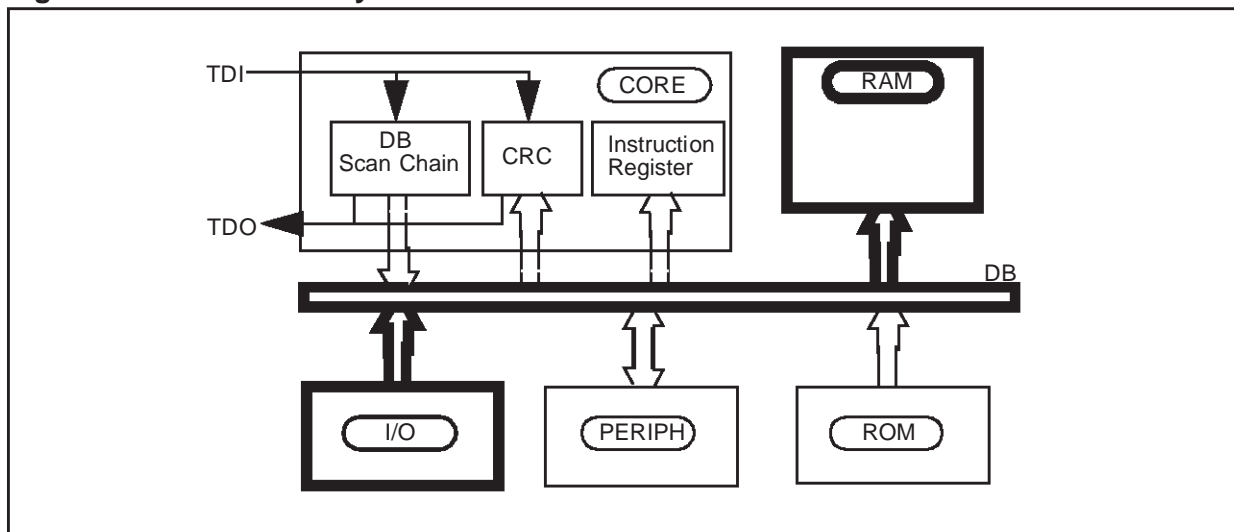 TDI
CORE
RAM
DB
Scan Chain
CRC
Instruction
Register
TDO
DB
I/O
PERIPH
ROM